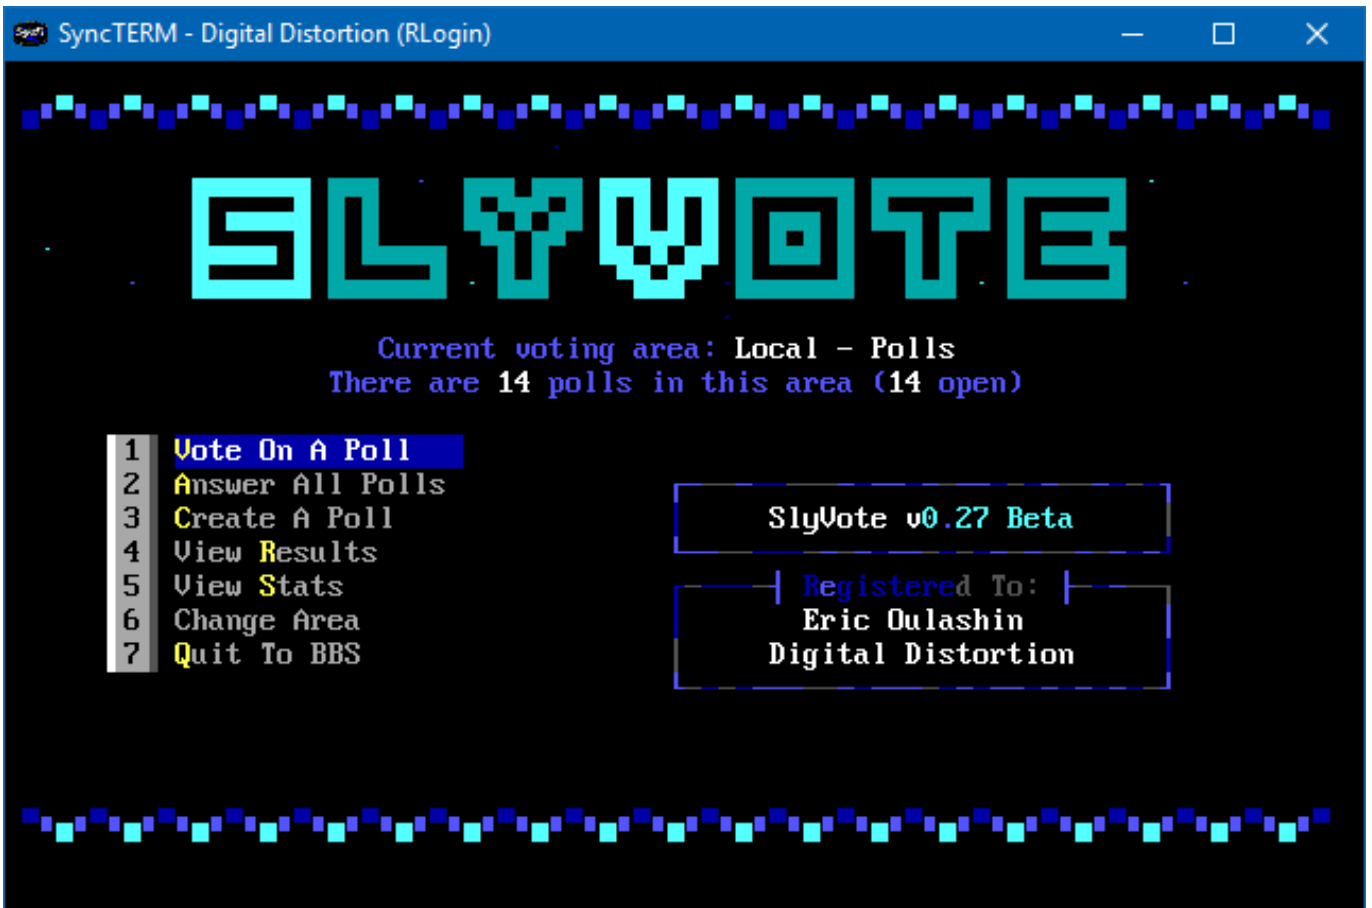 SyncTERM - Digital Distortion (RLogin)
SLYVOTE
Current voting area: Local - Polls
There are 14 polls in this area (14 open)
1 Vote On A Poll
2 Answer All Polls
3 Create A Poll
4 View Results
5 View Stats
6 Change Area
7 Quit To BBS
SlyVote v0.27 Beta
Registered To:
Eric Oulashin
Digital Distortion